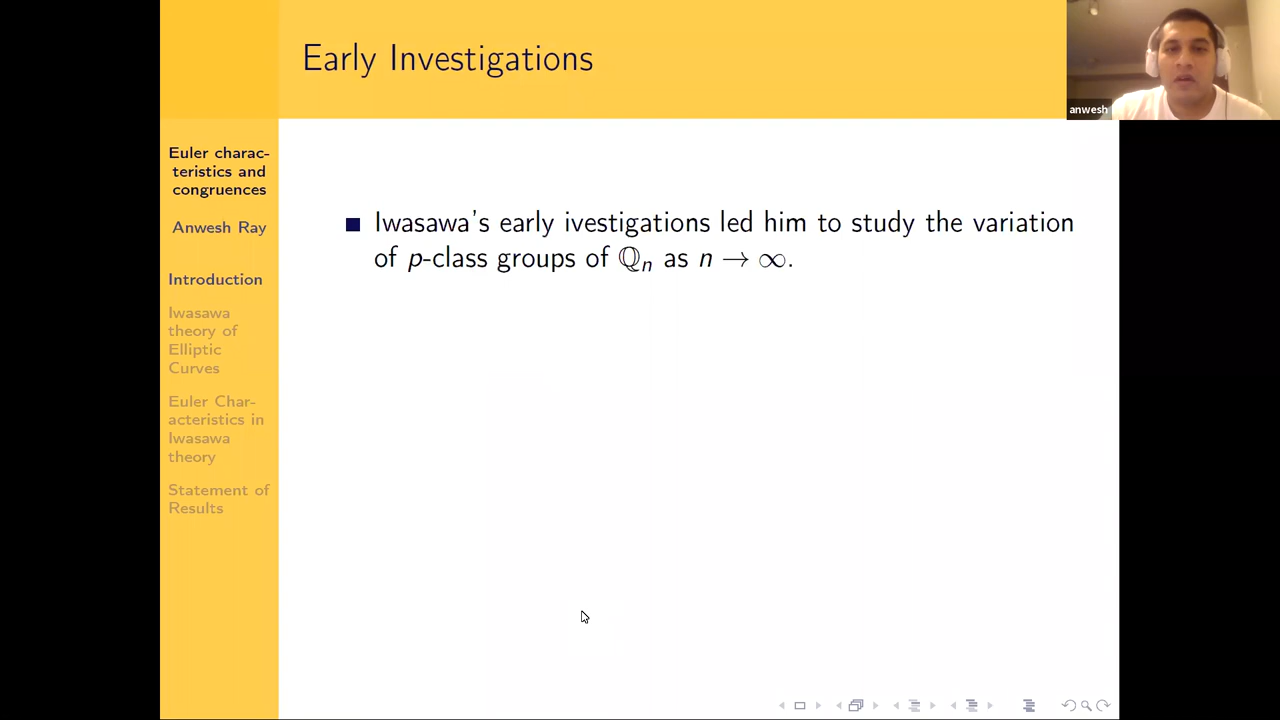 Early Investigations
anwesh
Euler charac-
teristics and
congruences
Anwesh Ray
Introduction
Iwasawa
theory of
Elliptic
Curves
Euler Char-
acteristics in
Iwasawa
theory
Statement of
Results
Iwasawa's early ivestigations led him to study the variation
of p-class groups of ℚₙ as n → ∞.